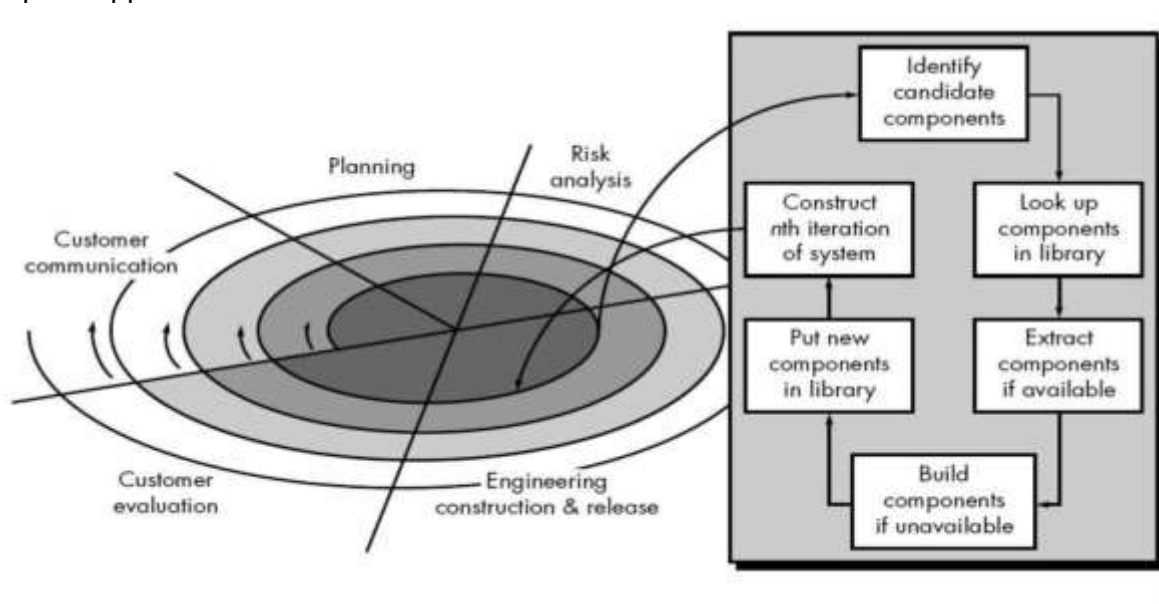 Identify
candidate
components
Planning
Risk
analysis
Construct
nth iteration
of system
Look up
components
in library
Customer
communication
Put new
components
in library
Extract
components
if available
Build
components
if unavailable
Customer
evaluation
Engineering
construction & release